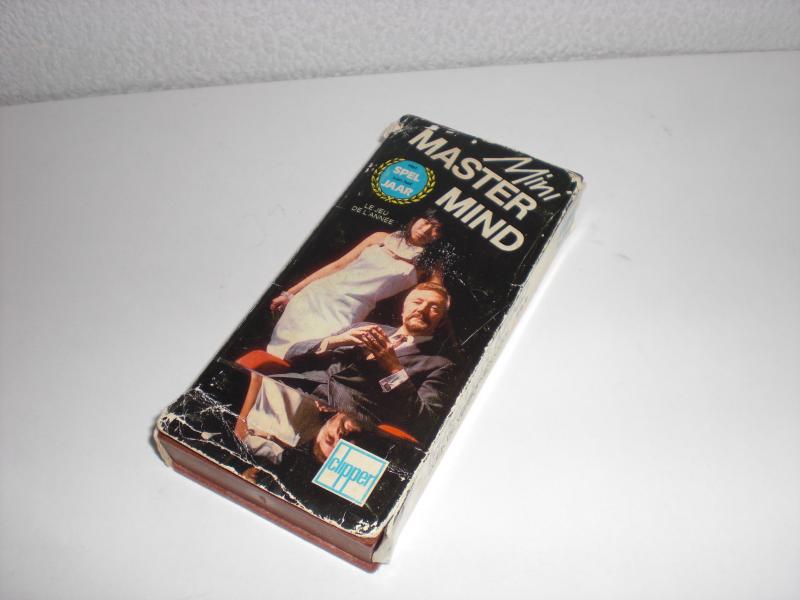 Mini
MASTER
MIND
SPEL
JAAR
LE JEU
DE L'ANNEE
clipper